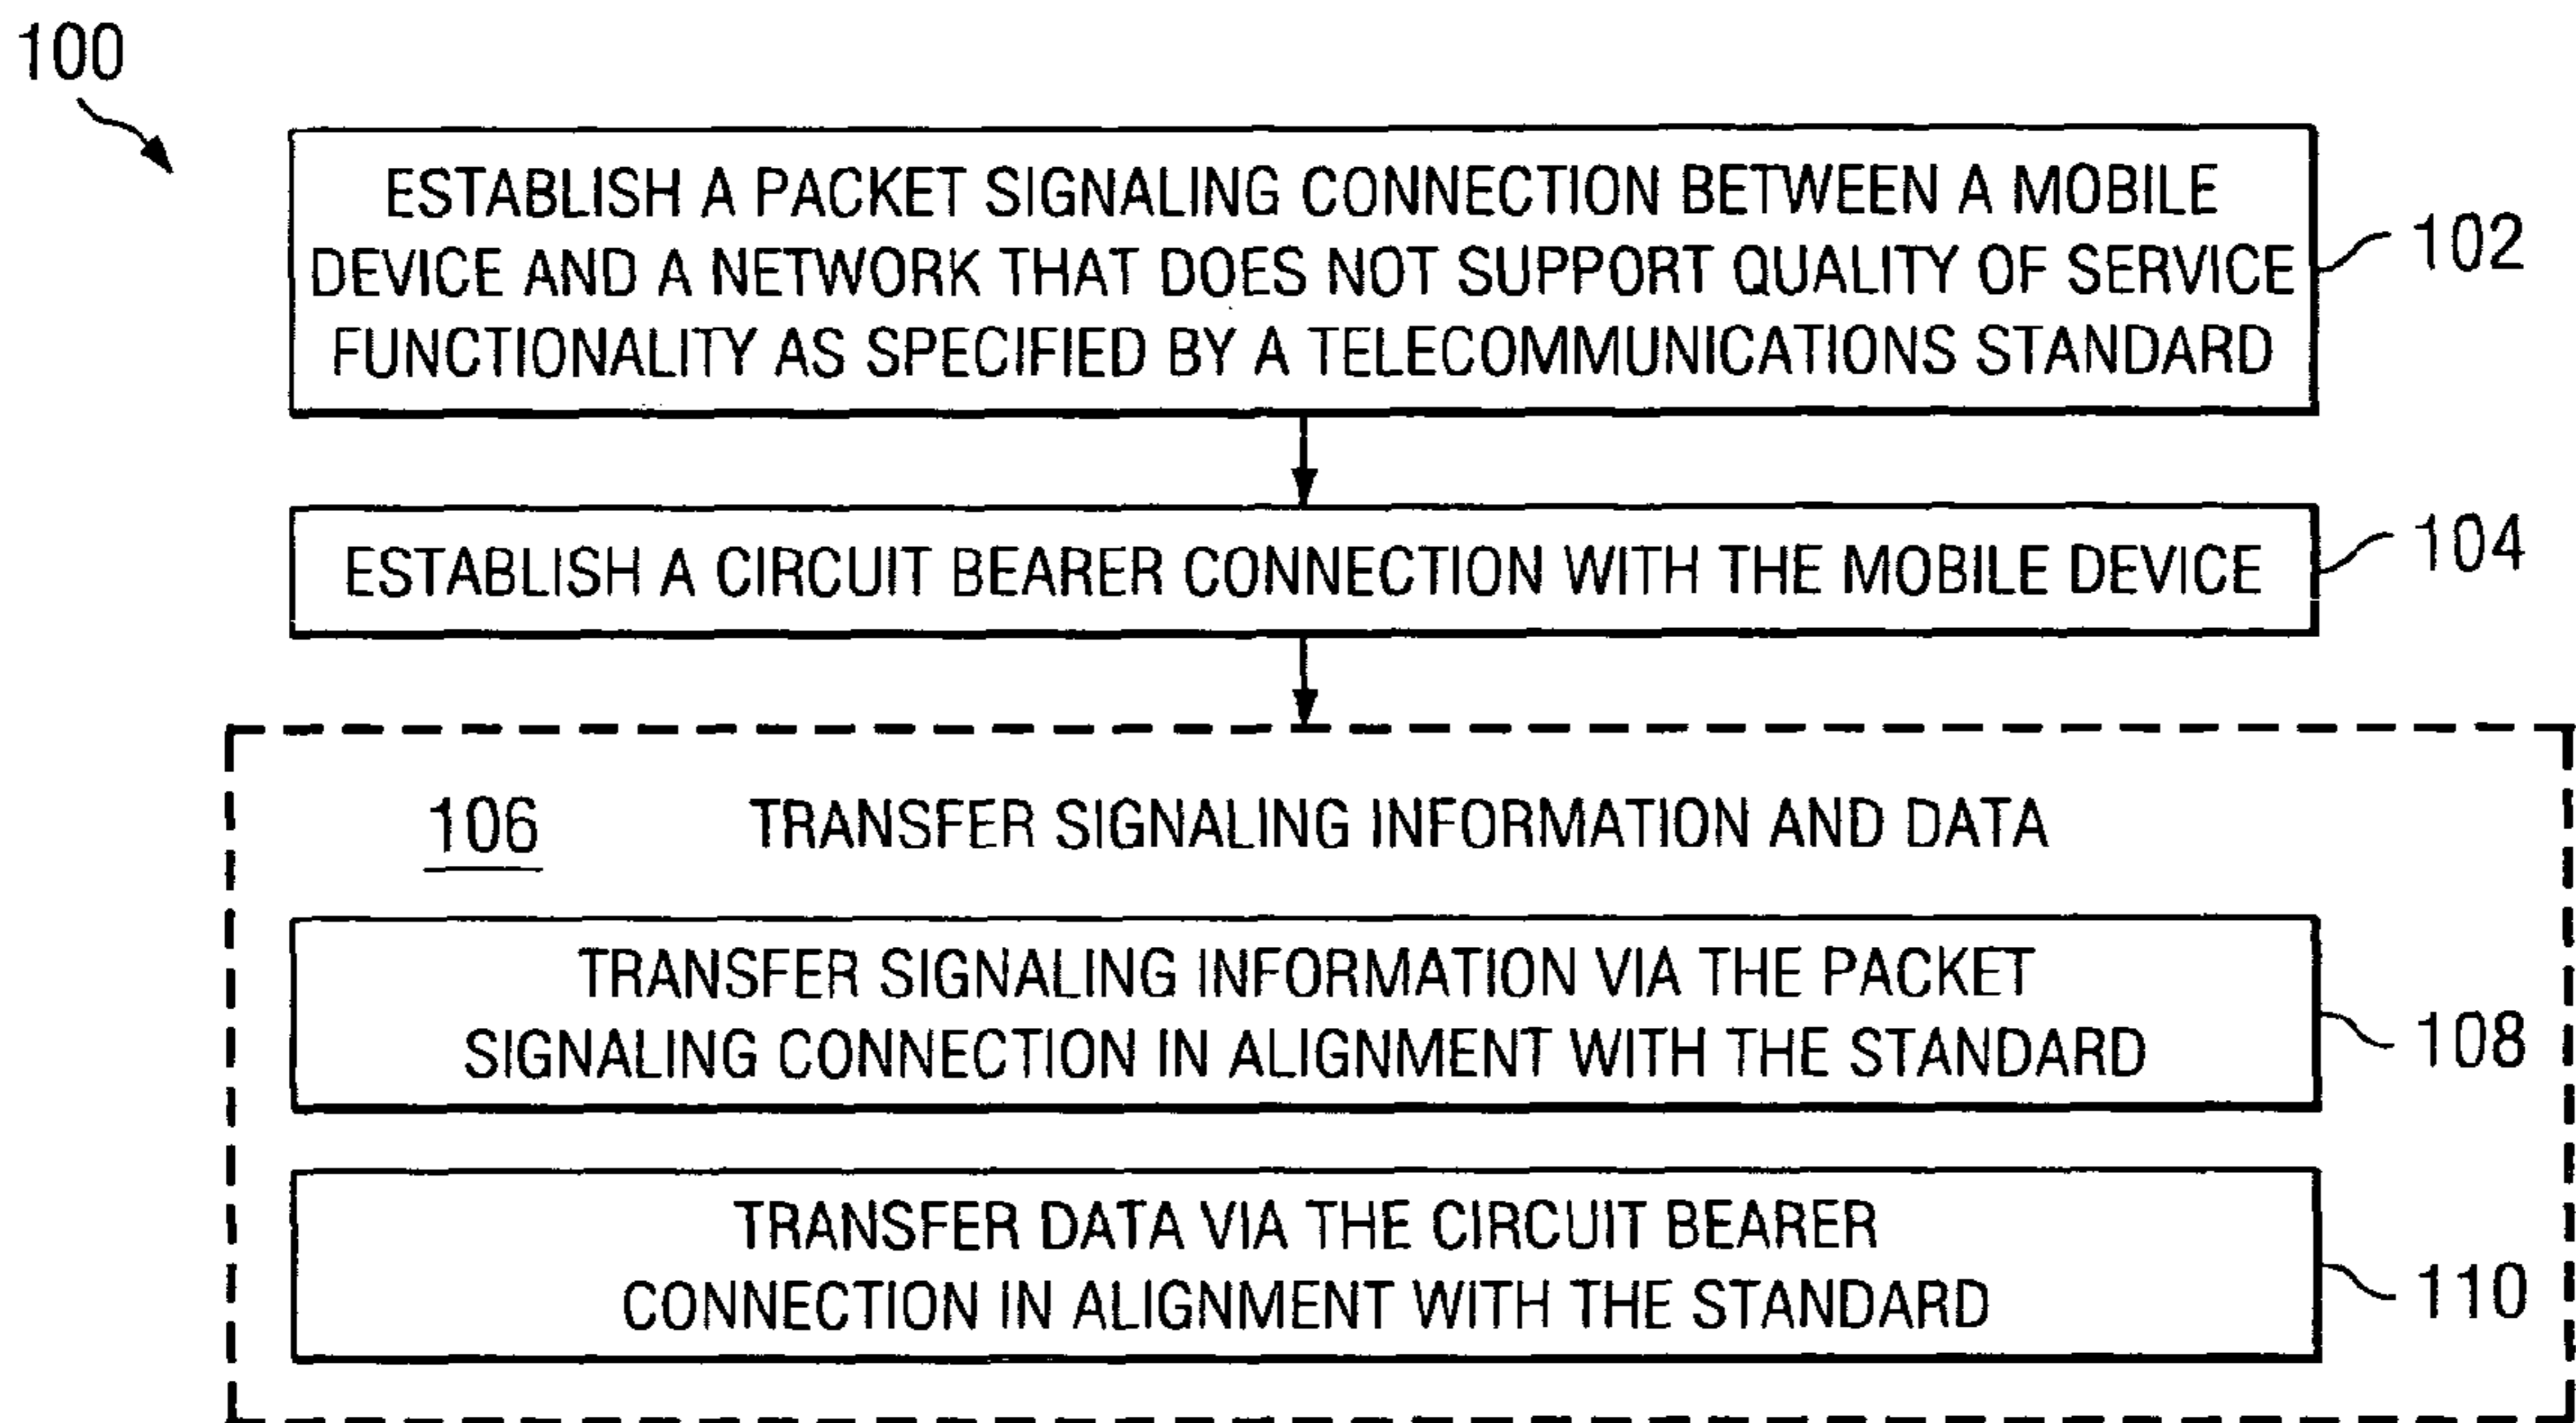 100
ESTABLISH A PACKET SIGNALING CONNECTION BETWEEN A MOBILE
DEVICE AND A NETWORK THAT DOES NOT SUPPORT QUALITY OF SERVICE
FUNCTIONALITY AS SPECIFIED BY A TELECOMMUNICATIONS STANDARD
102
ESTABLISH A CIRCUIT BEARER CONNECTION WITH THE MOBILE DEVICE
104
106
TRANSFER SIGNALING INFORMATION AND DATA
TRANSFER SIGNALING INFORMATION VIA THE PACKET
SIGNALING CONNECTION IN ALIGNMENT WITH THE STANDARD
108
TRANSFER DATA VIA THE CIRCUIT BEARER
CONNECTION IN ALIGNMENT WITH THE STANDARD
110